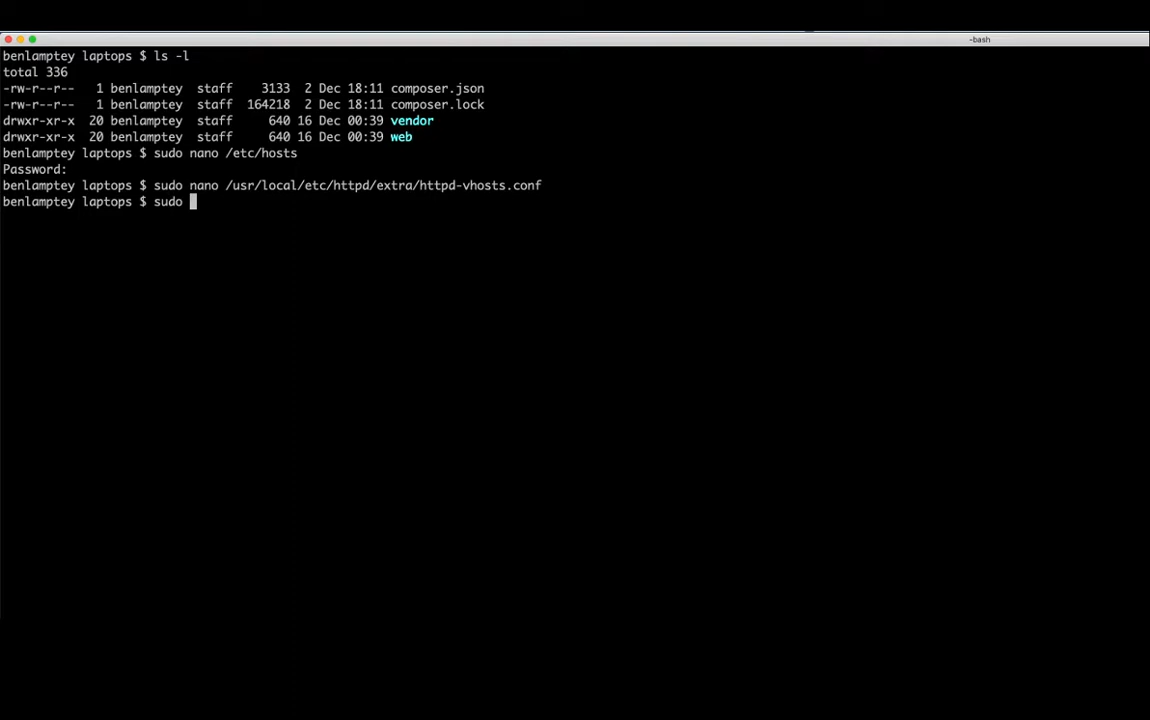 -bash
benlamptey laptops $ ls -l
total 336
-rw-r--r--   1 benlamptey  staff    3133  2 Dec 18:11 composer.json
-rw-r--r--   1 benlamptey  staff  164218  2 Dec 18:11 composer.lock
drwxr-xr-x  20 benlamptey  staff     640 16 Dec 00:39 vendor
drwxr-xr-x  20 benlamptey  staff     640 16 Dec 00:39 web
benlamptey laptops $ sudo nano /etc/hosts
Password:
benlamptey laptops $ sudo nano /usr/local/etc/httpd/extra/httpd-vhosts.conf
benlamptey laptops $ sudo